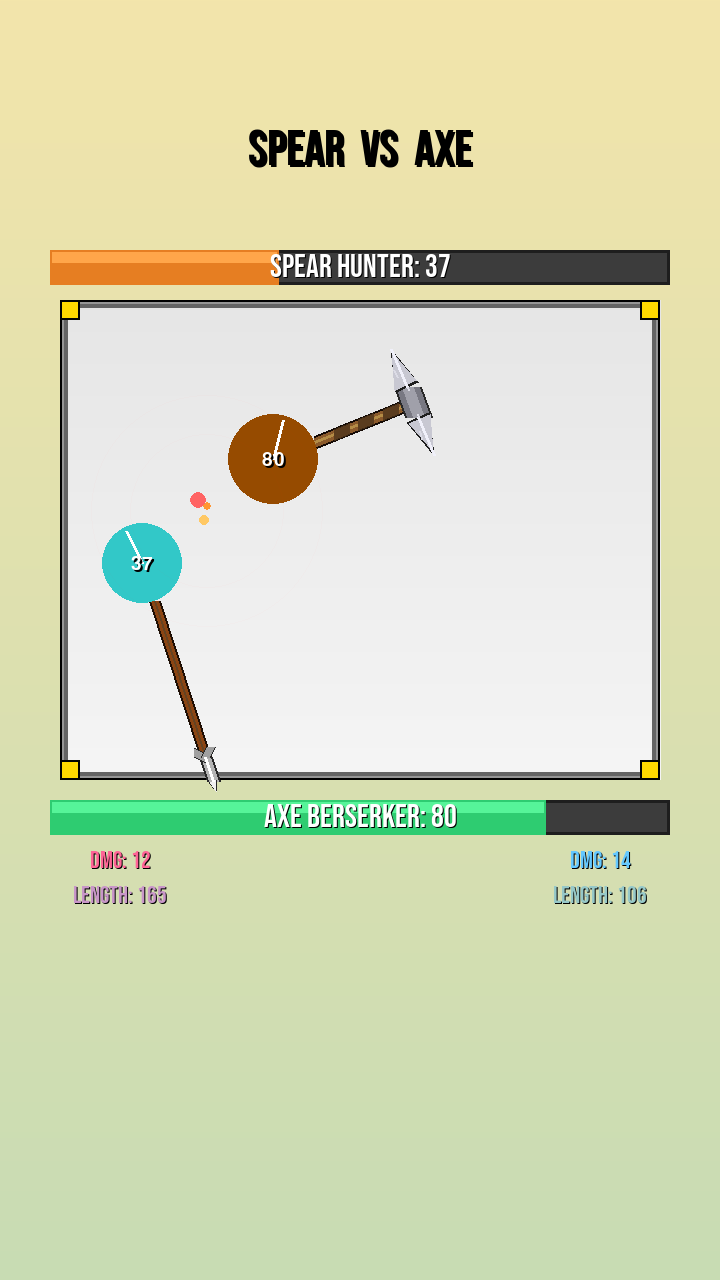 SPEAR VS AXE
SPEAR HUNTER: 37
80
37
AXE BERSERKER: 80
DMG: 12
DMG: 14
LENGTH: 165
LENGTH: 106